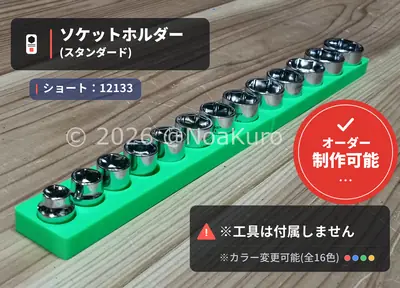 ソケットホルダー
(スタンダード)
ショート：12133
© 2026 @NoaKuro
オーダー
制作可能
※工具は付属しません
※カラー変更可能(全16色)